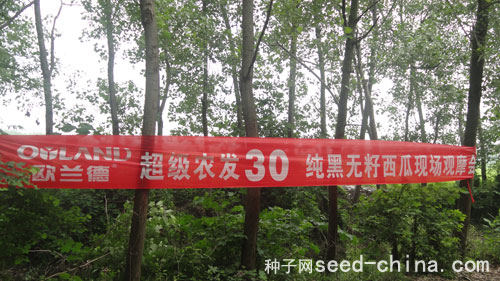 OULAND
欧兰德
超级农发30 纯黑无籽西瓜现场观摩会
种子网seed-china.com